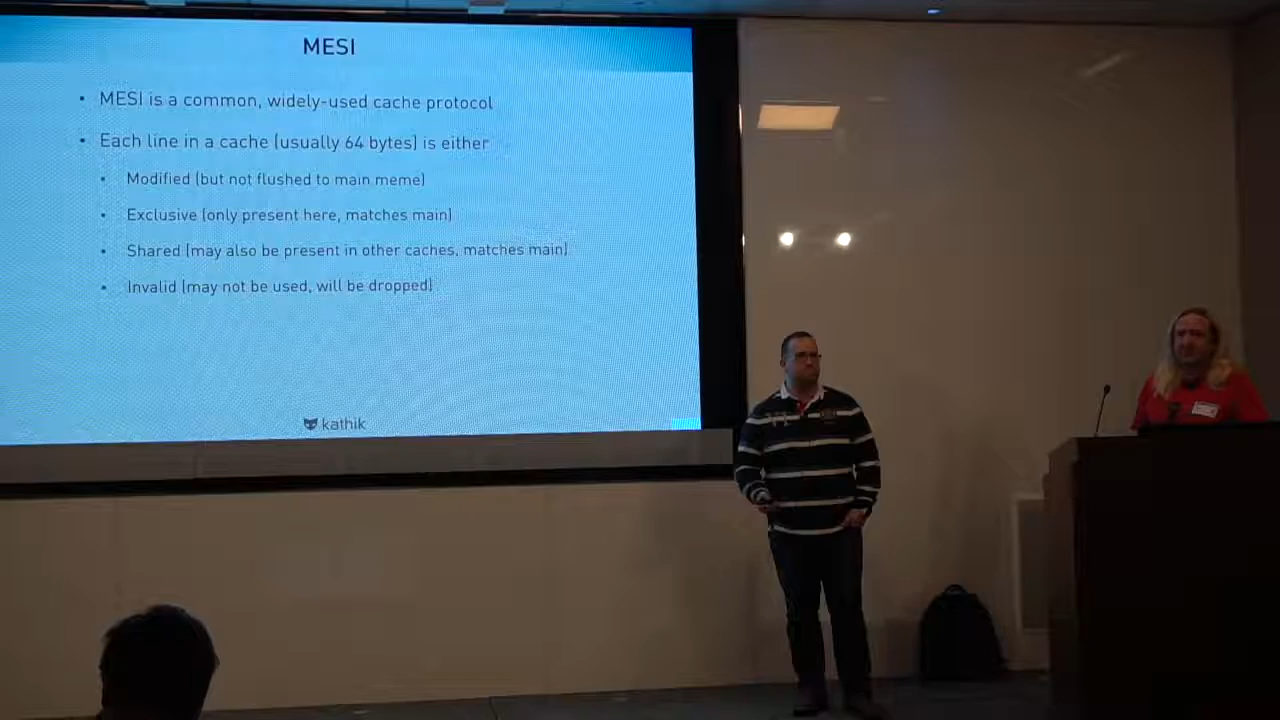 MESI
• MESI is a common, widely-used cache protocol
• Each line in a cache (usually 64 bytes) is either
• Modified (but not flushed to main meme)
• Exclusive (only present here, matches main)
• Shared (may also be present in other caches, matches main)
• Invalid (may not be used, will be dropped)
kathik